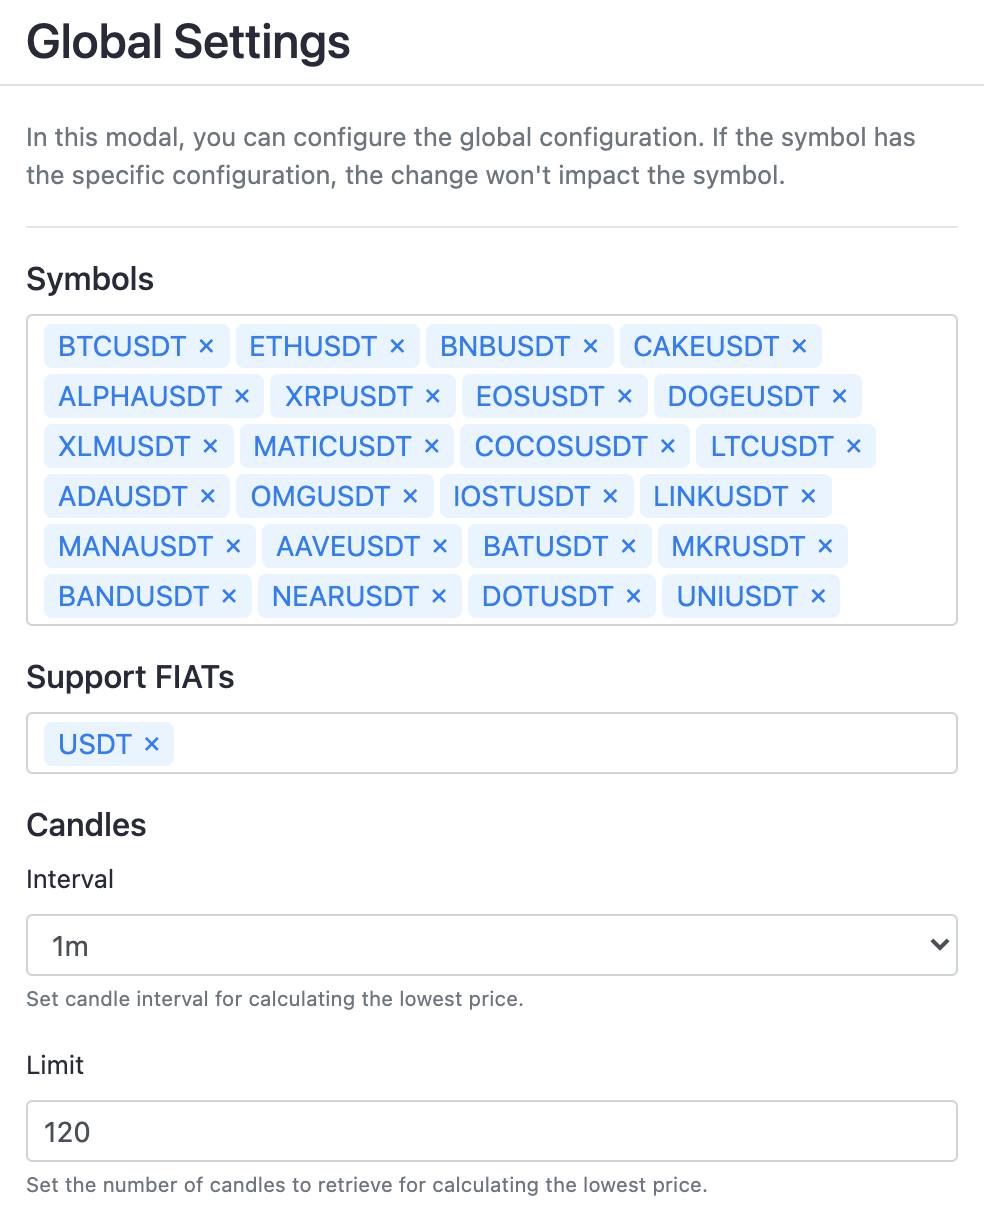 Global Settings
In this modal, you can configure the global configuration. If the symbol has
the specific configuration, the change won't impact the symbol.
Symbols
BTCUSDT × ETHUSDT × BNBUSDT × CAKEUSDT ×
ALPHAUSDT × XRPUSDT × EOSUSDT × DOGEUSDT ×
XLMUSDT × MATICUSDT × COCOSUSDT × LTCUSDT ×
ADAUSDT × OMGUSDT × IOSTUSDT × LINKUSDT ×
MANAUSDT × AAVEUSDT × BATUSDT × MKRUSDT ×
BANDUSDT × NEARUSDT × DOTUSDT × UNIUSDT ×
Support FIATs
USDT ×
Candles
Interval
1m
Set candle interval for calculating the lowest price.
Limit
120
Set the number of candles to retrieve for calculating the lowest price.